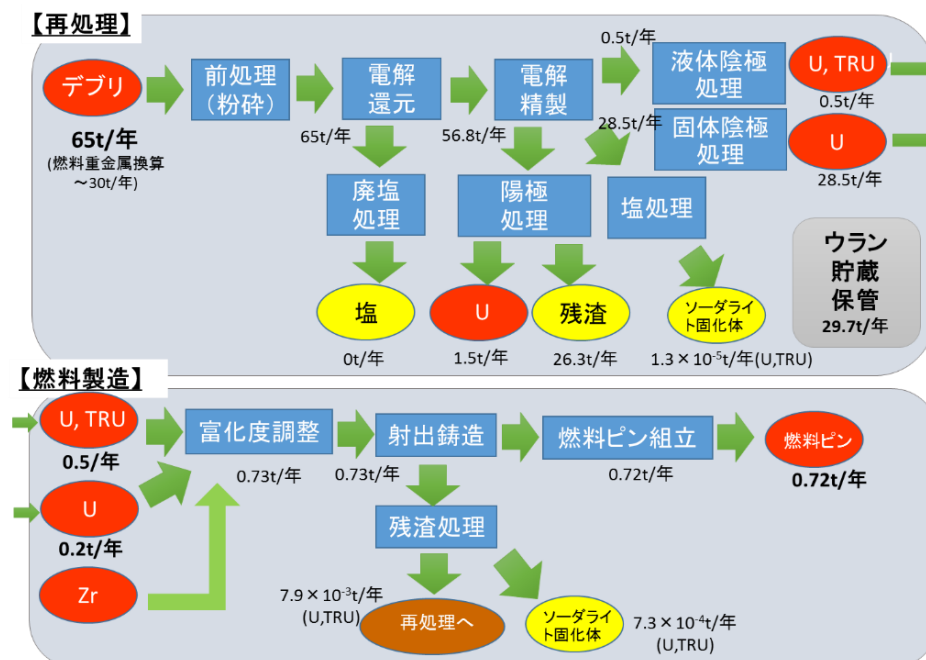 【再処理】
デブリ
65t/年
(燃料重金属換算
～30t/年)
前処理
（粉砕）
電解
還元
65t/年
電解
精製
56.8t/年
0.5t/年
28.5t/年
液体陰極
処理
固体陰極
処理
U, TRU
0.5t/年
U
28.5t/年
廃塩
処理
陽極
処理
塩処理
塩
0t/年
U
1.5t/年
残渣
26.3t/年
ソーダライ
ト固化体
1.3×10⁻⁵t/年(U,TRU)
ウラン
貯蔵
保管
29.7t/年
【燃料製造】
U, TRU
0.5/年
U
0.2t/年
Zr
富化度調整
0.73t/年
射出鋳造
0.73t/年
燃料ピン組立
0.72t/年
燃料ピン
0.72t/年
残渣処理
7.9×10⁻³t/年
(U,TRU)
再処理へ
ソーダライ
ト固化体
7.3×10⁻⁴t/年
(U,TRU)